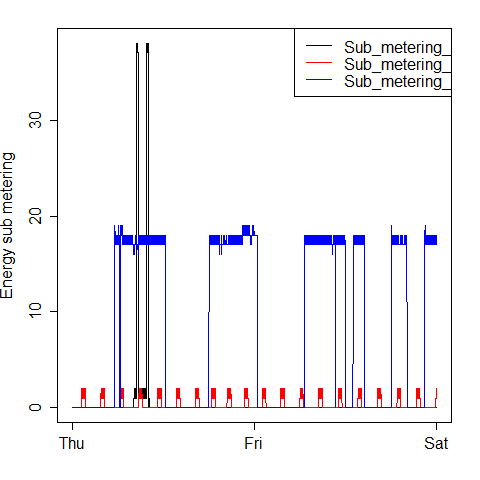 Sub_metering_
Sub_metering_
Sub_metering_
Energy sub metering
30
20
10
0
Thu Fri Sat